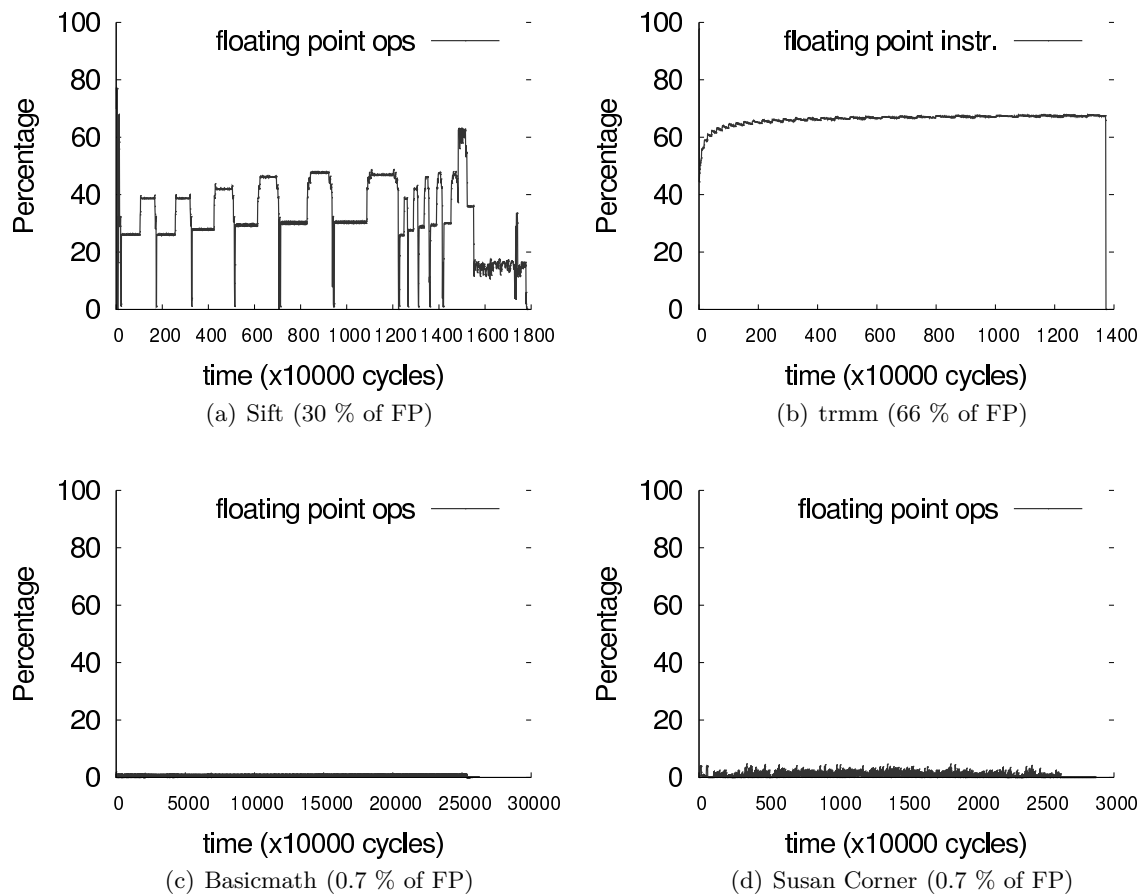 floating point ops
Percentage
100
80
60
40
20
0
0 200 400 600 800 1000 1200 1400 1600 1800
time (x10000 cycles)
(a) Sift (30 % of FP)
floating point instr.
Percentage
100
80
60
40
20
0
0 200 400 600 800 1000 1200 1400
time (x10000 cycles)
(b) trmm (66 % of FP)
floating point ops
Percentage
100
80
60
40
20
0
0 5000 10000 15000 20000 25000 30000
time (x10000 cycles)
(c) Basicmath (0.7 % of FP)
floating point ops
Percentage
100
80
60
40
20
0
0 500 1000 1500 2000 2500 3000
time (x10000 cycles)
(d) Susan Corner (0.7 % of FP)